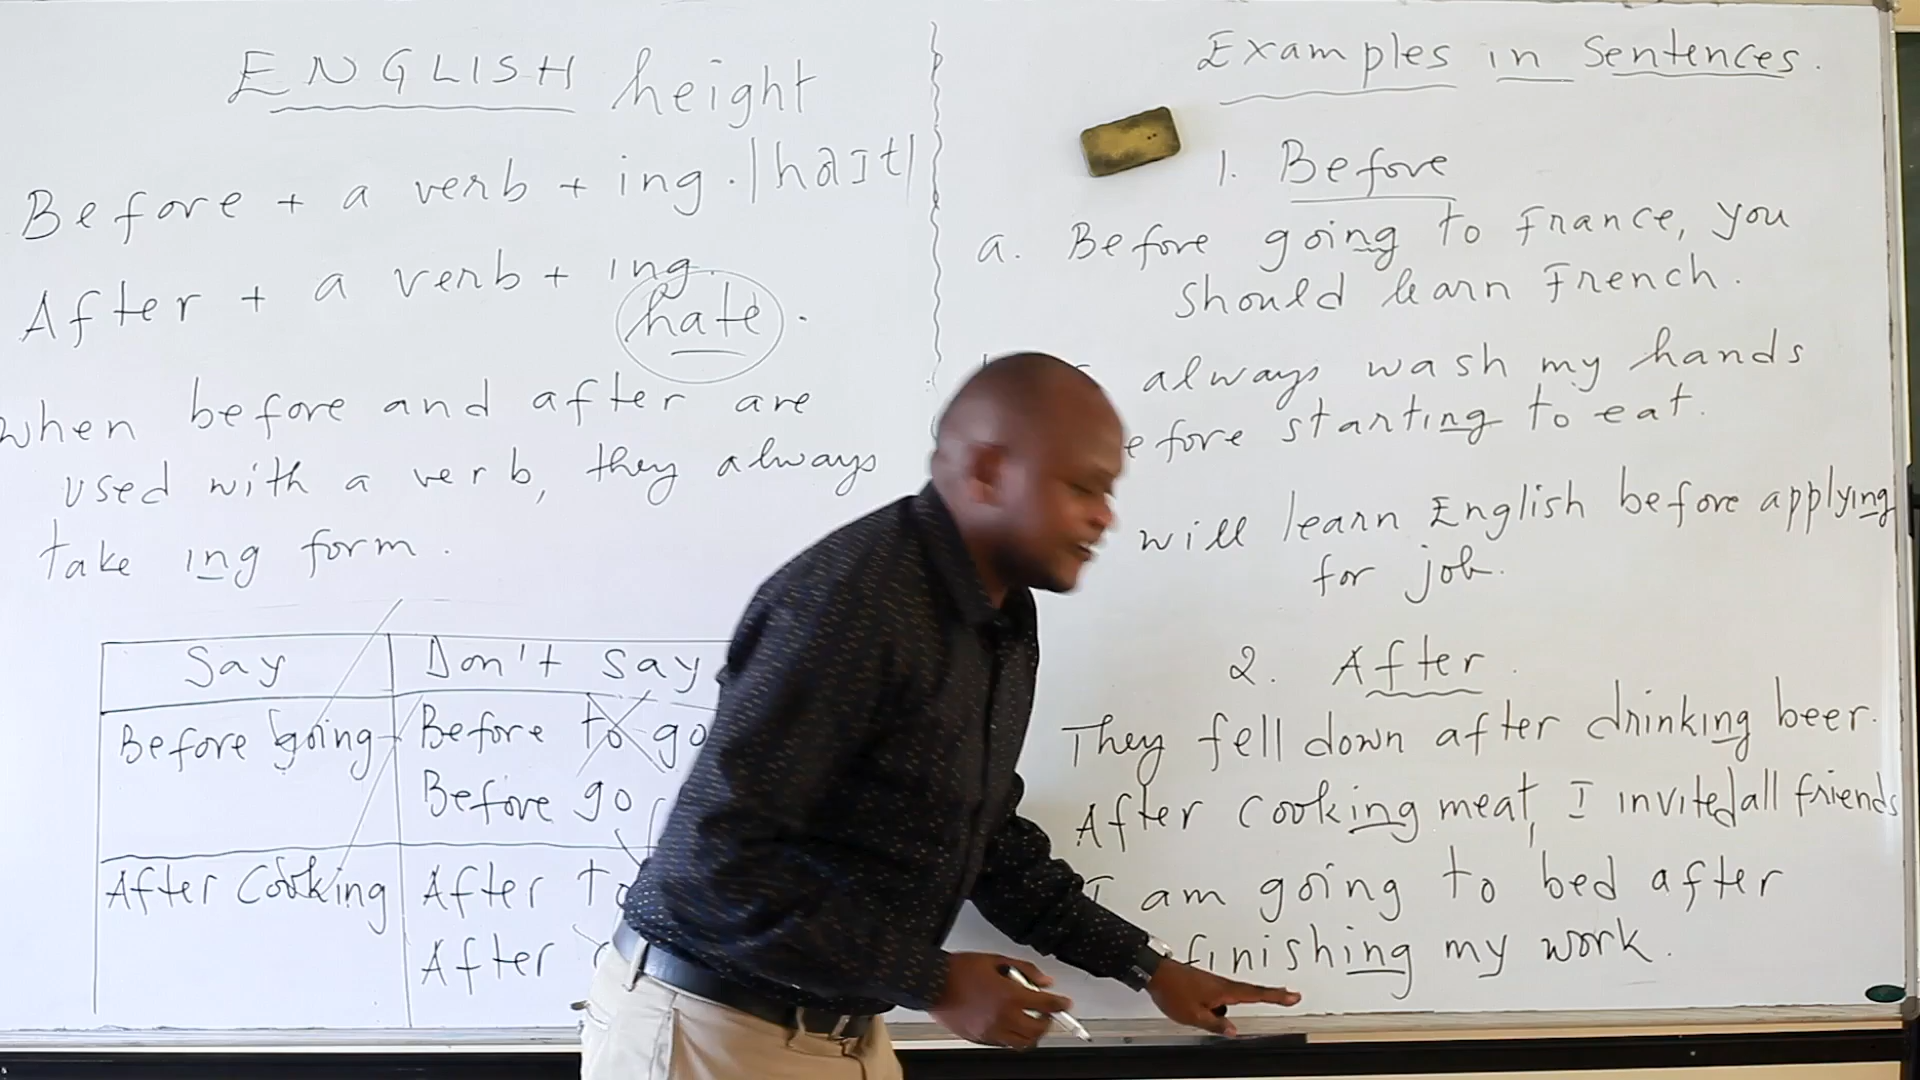 ENGLISH height
Before + a verb + ing. |haɪt|
After + a verb + ing.
hate.
When before and after are
used with a verb, they always
take ing form.
Say Don't say
Before going Before to go
Before go
After Cooking After to
After
Examples in Sentences.
1. Before
a. Before going to France, you
should learn French.
always wash my hands
efore starting to eat.
will learn English before applying
for job.
2. After.
They fell down after drinking beer.
After cooking meat, I invited all friends
I am going to bed after
finishing my work.